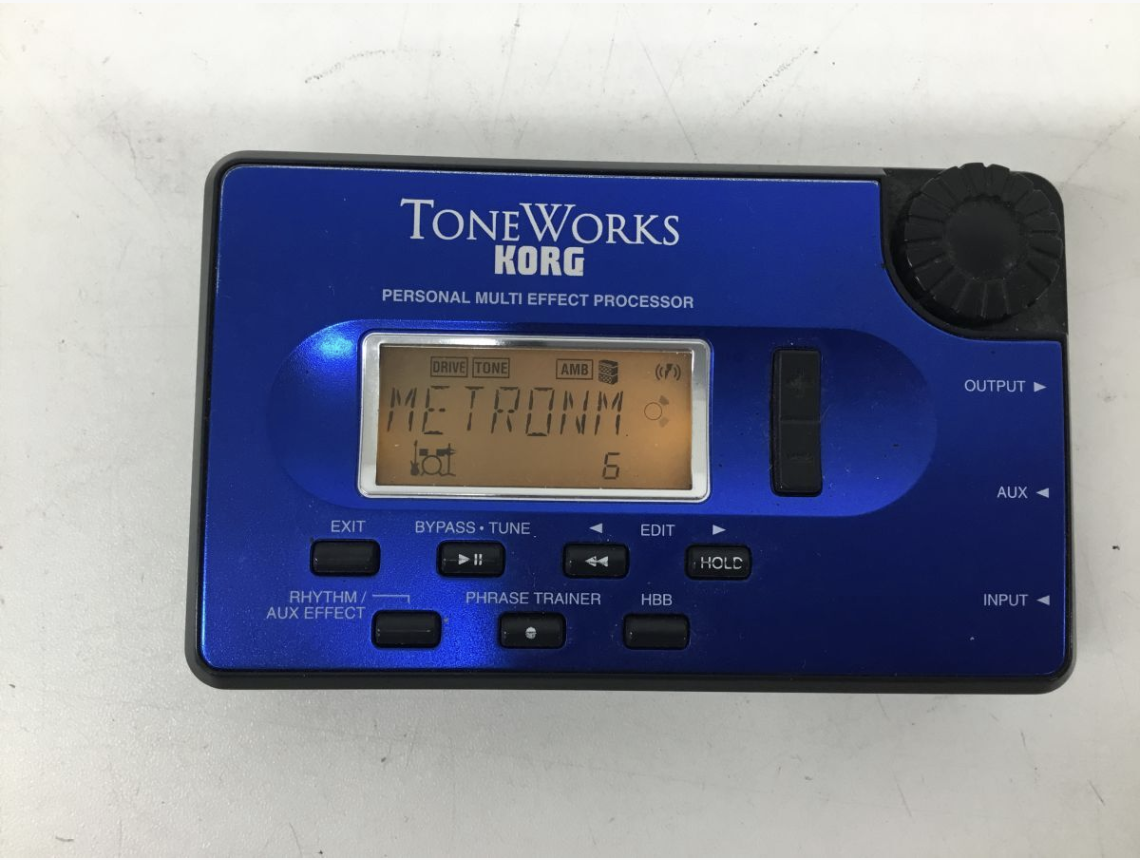 TONEWORKS
KORG
PERSONAL MULTI EFFECT PROCESSOR
DRIVE TONE AMB
METRONM
6
OUTPUT ▶
AUX ◀
INPUT ◀
EXIT BYPASS • TUNE ◀ EDIT ▶
HOLD
RHYTHM /
AUX EFFECT
PHRASE TRAINER HBB